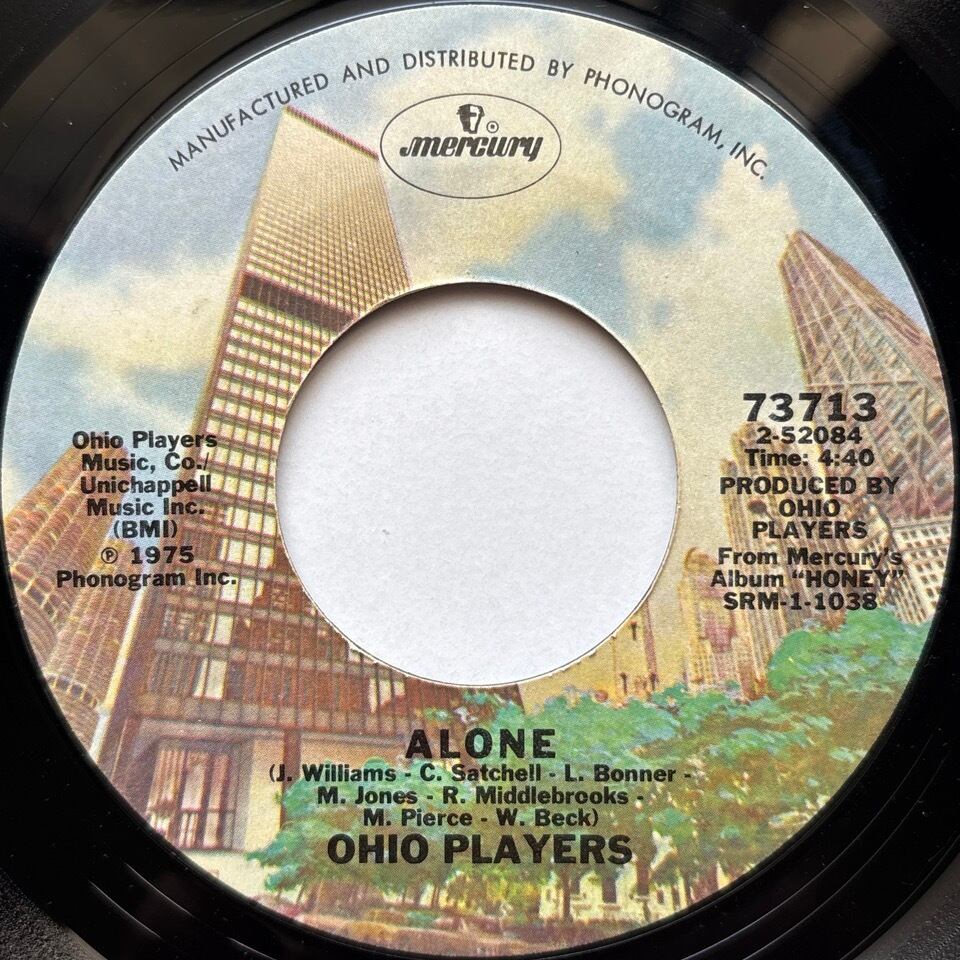 MANUFACTURED AND DISTRIBUTED BY PHONOGRAM, INC.
mercury
®
Ohio Players
Music, Co./
Unichappell
Music Inc.
(BMI)
℗ 1975
Phonogram Inc.
73713
2-52084
Time: 4:40
PRODUCED BY
OHIO
PLAYERS
From Mercury's
Album "HONEY"
SRM-1-1038
ALONE
(J. Williams - C. Satchell - L. Bonner -
M. Jones - R. Middlebrooks -
M. Pierce - W. Beck)
OHIO PLAYERS